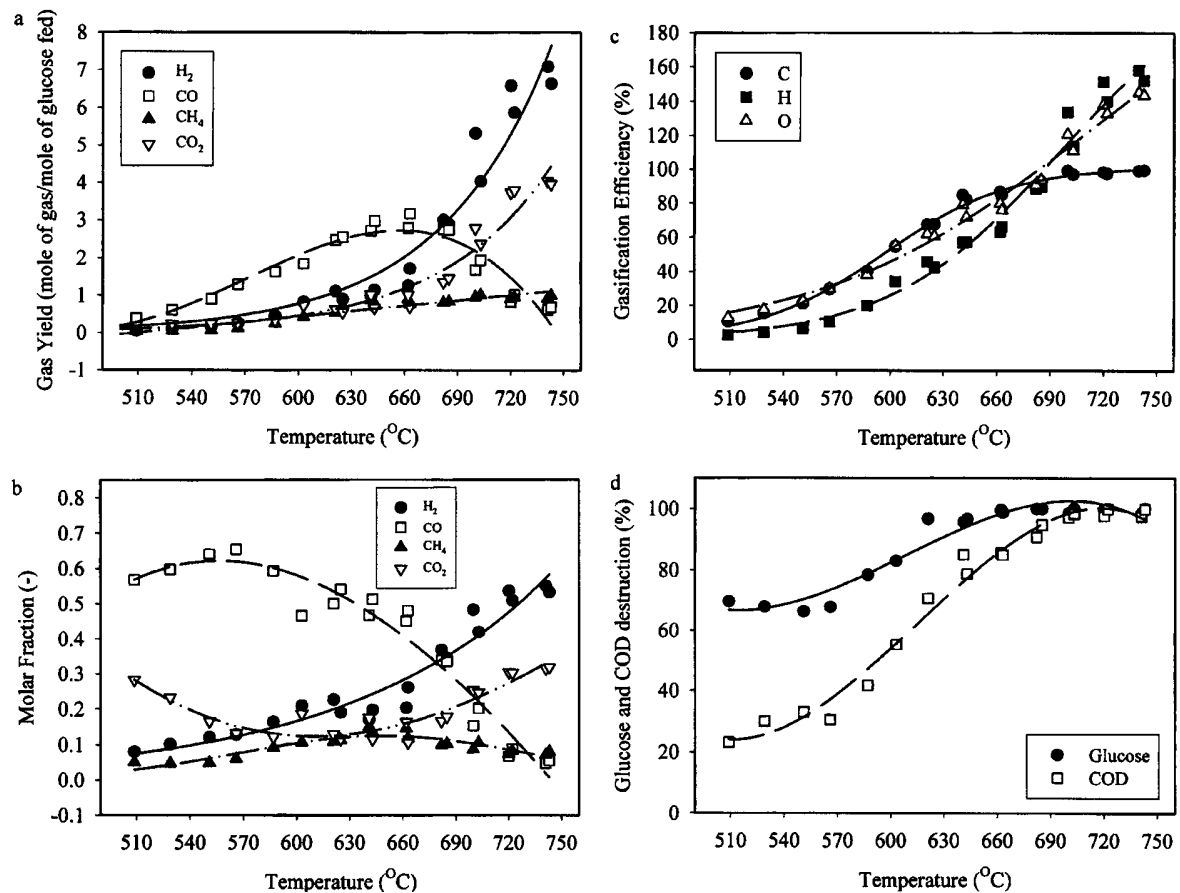 a
Gas Yield (mole of gas/mole of glucose fed)
8
7
6
5
4
3
2
1
0
-1
H₂
CO
CH₄
CO₂
510 540 570 600 630 660 690 720 750
Temperature (°C)
c
Gasification Efficiency (%)
180
160
140
120
100
80
60
40
20
0
C
H
O
510 540 570 600 630 660 690 720 750
Temperature (°C)
b
Molar Fraction (-)
0.8
0.7
0.6
0.5
0.4
0.3
0.2
0.1
0.0
-0.1
H₂
CO
CH₄
CO₂
510 540 570 600 630 660 690 720 750
Temperature (°C)
d
Glucose and COD destruction (%)
100
80
60
40
20
0
Glucose
COD
510 540 570 600 630 660 690 720 750
Temperature (°C)